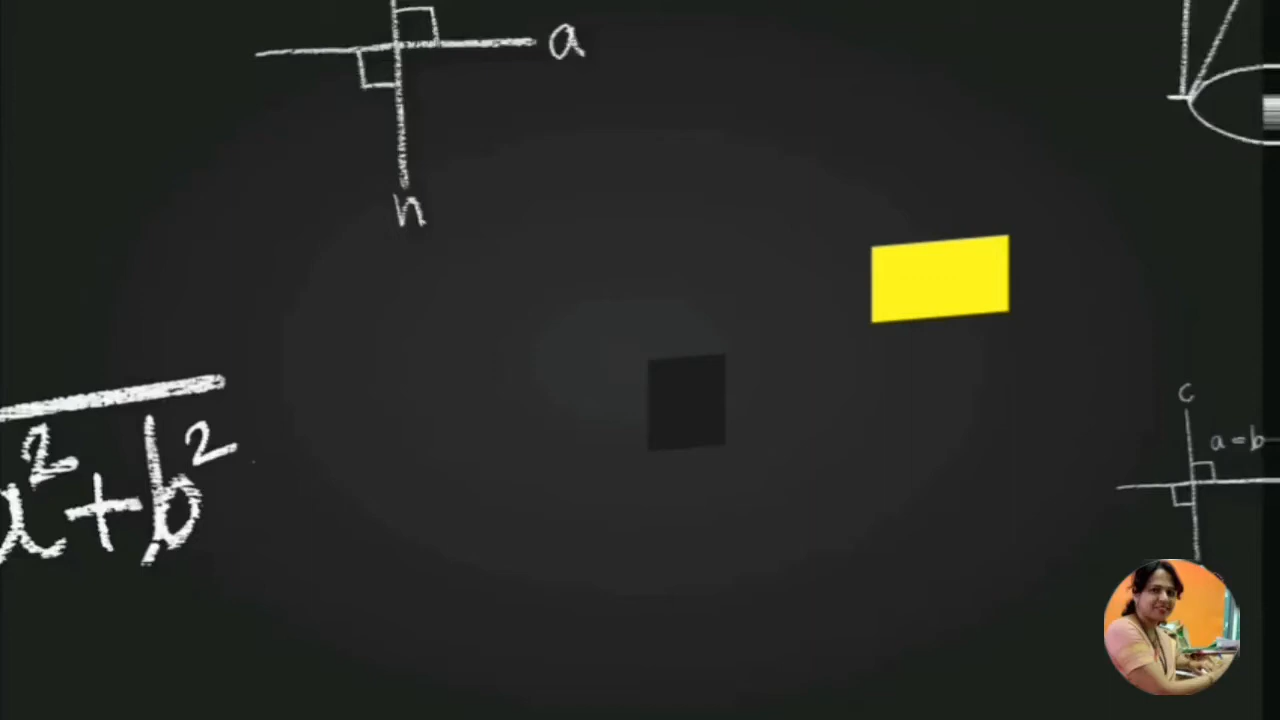 a
n
c
a = b
a² + b²